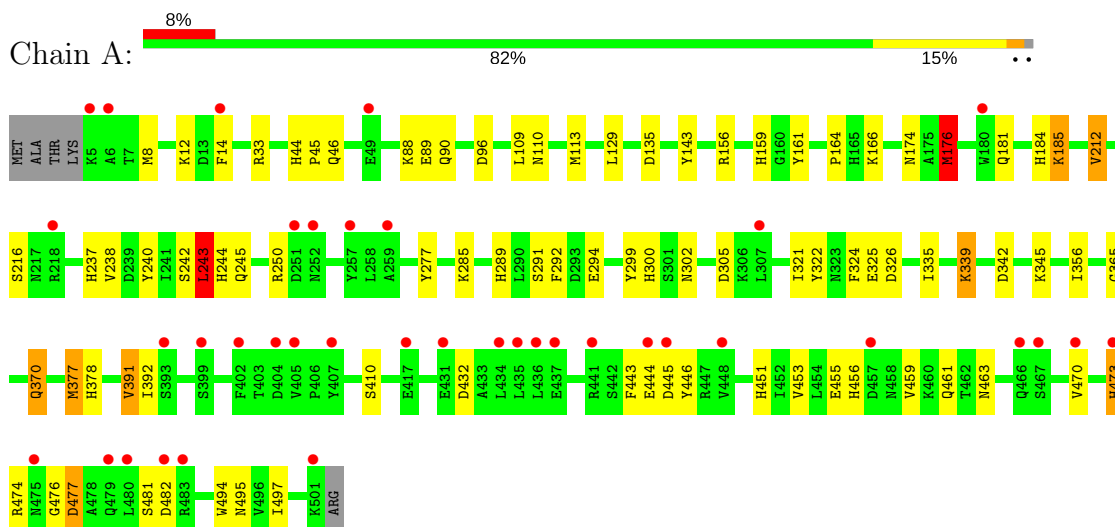 8%
Chain A:
82% 15% • •
MET ALA THR LYS K5 A6 T7 M8 K12 D13 F14 R33 H44 P45 Q46 E49 K88 E89 Q90 D96 L109 N110 M113 L129 D135 Y143 R156 H159 G160 Y161 P164 H165 K166 N174 A175 M176 W180 Q181 H184 K185 V212
S216 N217 R218 H237 V238 D239 Y240 I241 S242 L243 H244 Q245 R250 D251 N252 Y257 L258 A259 Y277 K285 H289 L290 S291 F292 D293 E294 Y299 H300 S301 N302 D305 K306 L307 I321 Y322 N323 F324 E325 D326 I335 K339 D342 K345 I356 G365
Q370 M377 H378 V391 I392 S393 S399 F402 T403 D404 V405 P406 Y407 S410 E417 E431 D432 A433 L434 L435 L436 E437 R441 S442 F443 E444 D445 Y446 R447 V448 H451 I452 V453 L454 E455 H456 D457 N458 V459 K460 Q461 T462 N463 Q466 S467 V470 H473
R474 N475 G476 D477 A478 Q479 L480 S481 D482 R483 W494 N495 V496 I497 K501 ARG